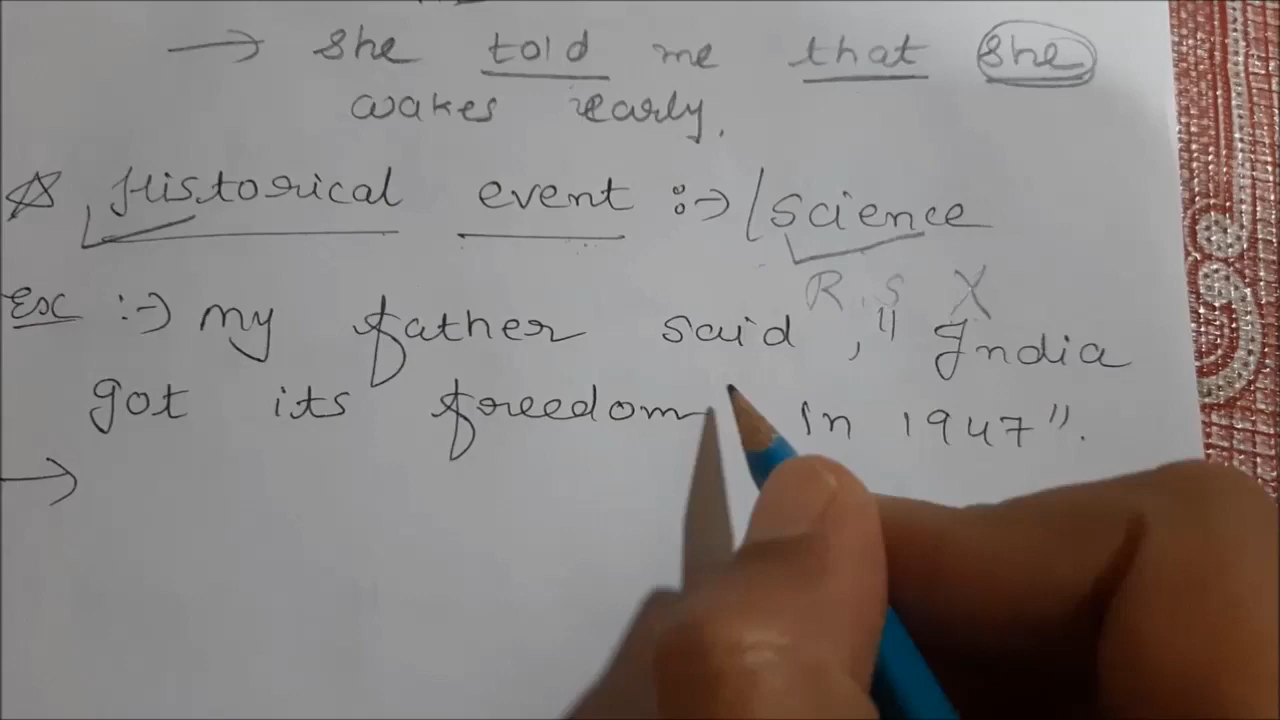 → She told me that she
wakes early.
☆ Historical event :→ / Science
R.S X
Ex :→ My father said ," India
got its freedom in 1947".
→